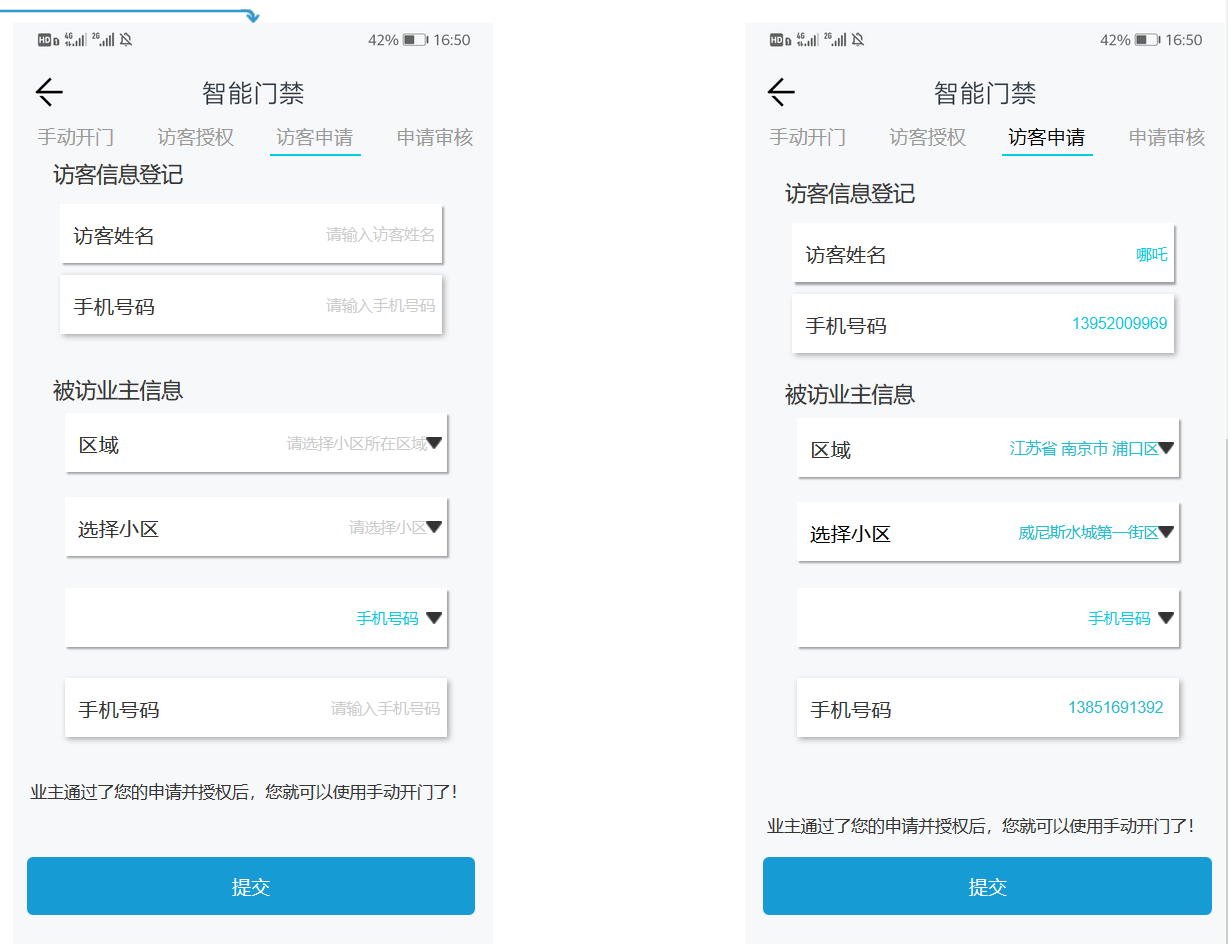 HD 4G 2G 42% 16:50
智能门禁
手动开门 访客授权 访客申请 申请审核
访客信息登记
访客姓名 请输入访客姓名
手机号码 请输入手机号码
被访业主信息
区域 请选择小区所在区域
选择小区 请选择小区
手机号码
手机号码 请输入手机号码
业主通过了您的申请并授权后，您就可以使用手动开门了！
提交
HD 4G 2G 42% 16:50
智能门禁
手动开门 访客授权 访客申请 申请审核
访客信息登记
访客姓名 哪吒
手机号码 13952009969
被访业主信息
区域 江苏省 南京市 浦口区
选择小区 威尼斯水城第一街区
手机号码
手机号码 13851691392
业主通过了您的申请并授权后，您就可以使用手动开门了！
提交